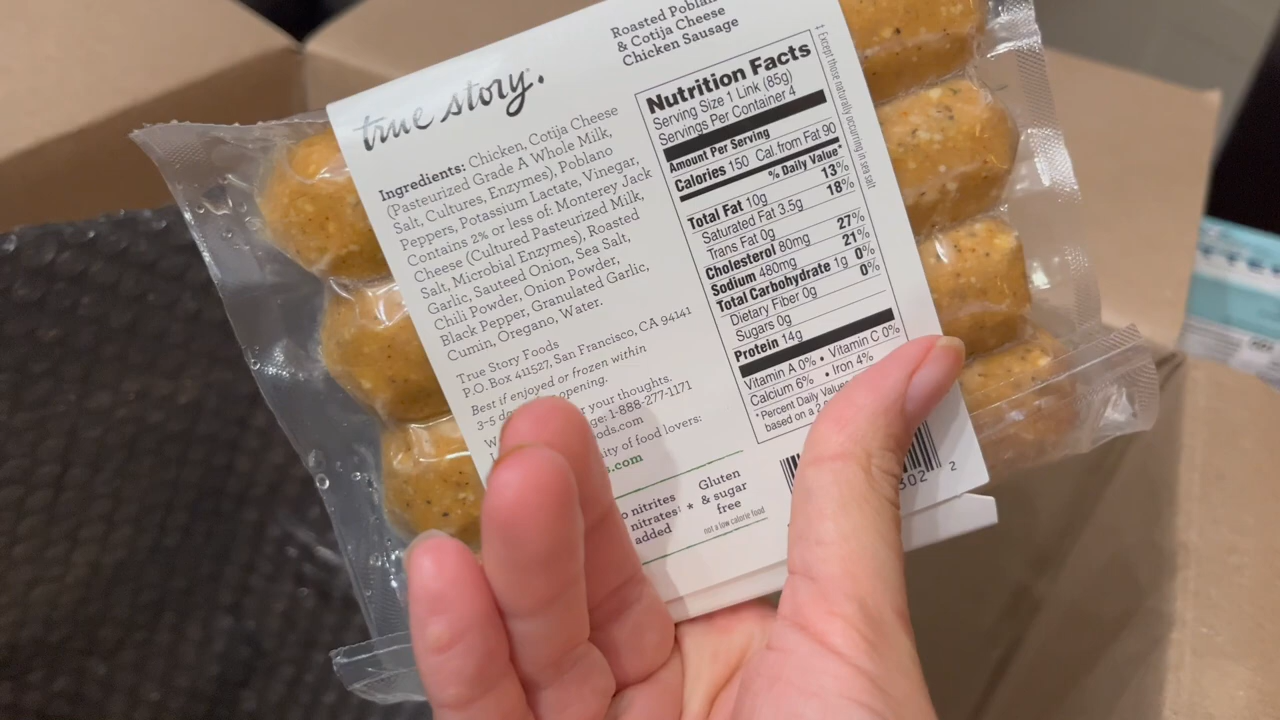 true story.
Roasted
& Cotija Cheese
Chicken Sausage
Ingredients: Chicken, Cotija Cheese
(Pasteurized Grade A Whole Milk,
Salt, Cultures, Enzymes), Poblano
Peppers, Potassium Lactate, Vinegar,
Contains 2% or less of: Monterey Jack
Cheese (Cultured Pasteurized Milk,
Salt, Microbial Enzymes), Roasted
Garlic, Sauteed Onion, Sea Salt,
Chili Powder, Onion Powder,
Black Pepper, Granulated Garlic,
Cumin, Oregano, Water.
True Story Foods
P.O. Box 411527, San Francisco, CA 94141
Best if enjoyed or frozen within
3-5 opening.
your thoughts.
1-888-277-1171
of food lovers:
.com
nitrites
nitrates‡
added
*
Gluten
& sugar
free
not a low calorie food
Nutrition Facts
Serving Size 1 Link (85g)
Servings Per Container 4
Amount Per Serving
Calories 150 Cal from Fat 90
% Daily Value*
Total Fat 10g 13%
Saturated Fat 3.5g 18%
Trans Fat 0g
Cholesterol 80mg 27%
Sodium 480mg 21%
Total Carbohydrate 1g 0%
Dietary Fiber 0g 0%
Sugars 0g
Protein 14g
Vitamin A 0% • Vitamin C 0%
Calcium 6% • Iron 4%
*Percent Daily
based on a
‡ Except those naturally occurring in sea salt
302 2